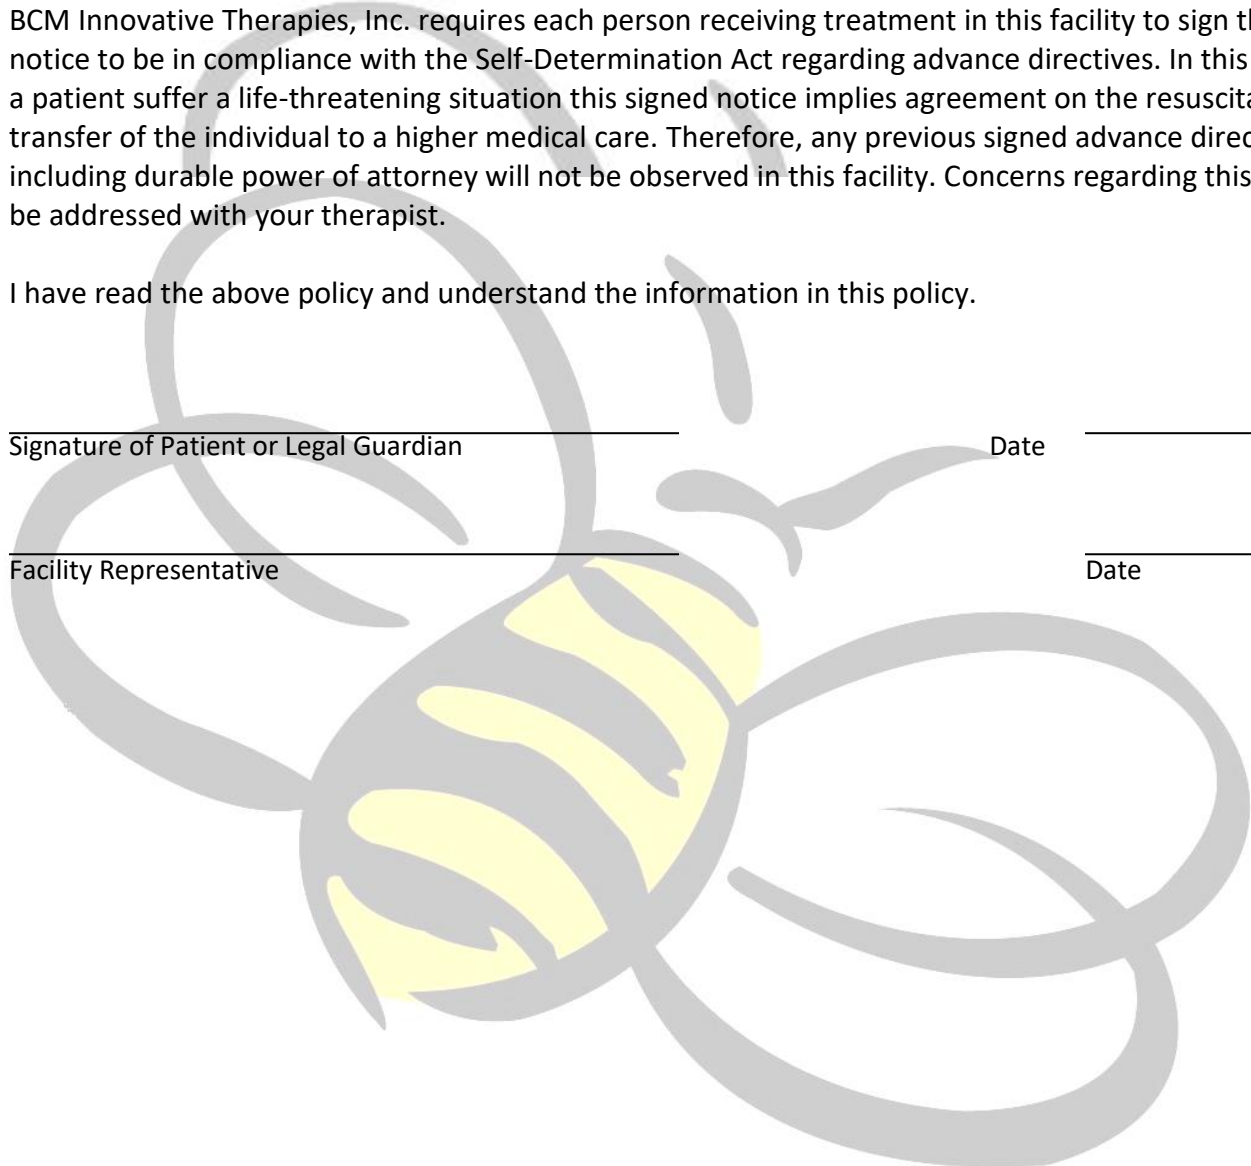 BCM Innovative Therapies, Inc. requires each person receiving treatment in this facility to sign
notice to be in compliance with the Self-Determination Act regarding advance directives. In this
a patient suffer a life-threatening situation this signed notice implies agreement on the
transfer of the individual to a higher medical care. Therefore, any previous signed advance
including durable power of attorney will not be observed in this facility. Concerns regarding this
be addressed with your therapist.
I have read the above policy and understand the information in this policy.
Signature of Patient or Legal Guardian Date
Facility Representative Date